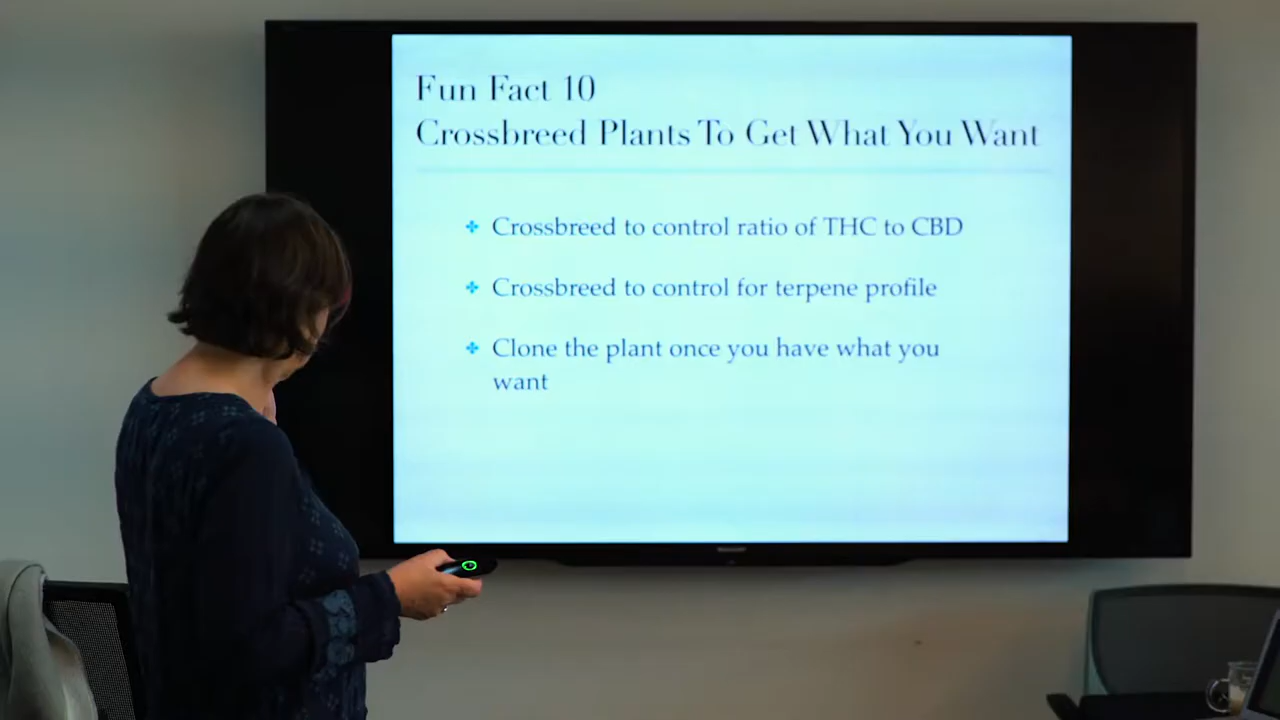 Fun Fact 10
Crossbreed Plants To Get What You Want
Crossbreed to control ratio of THC to CBD
Crossbreed to control for terpene profile
Clone the plant once you have what you
want